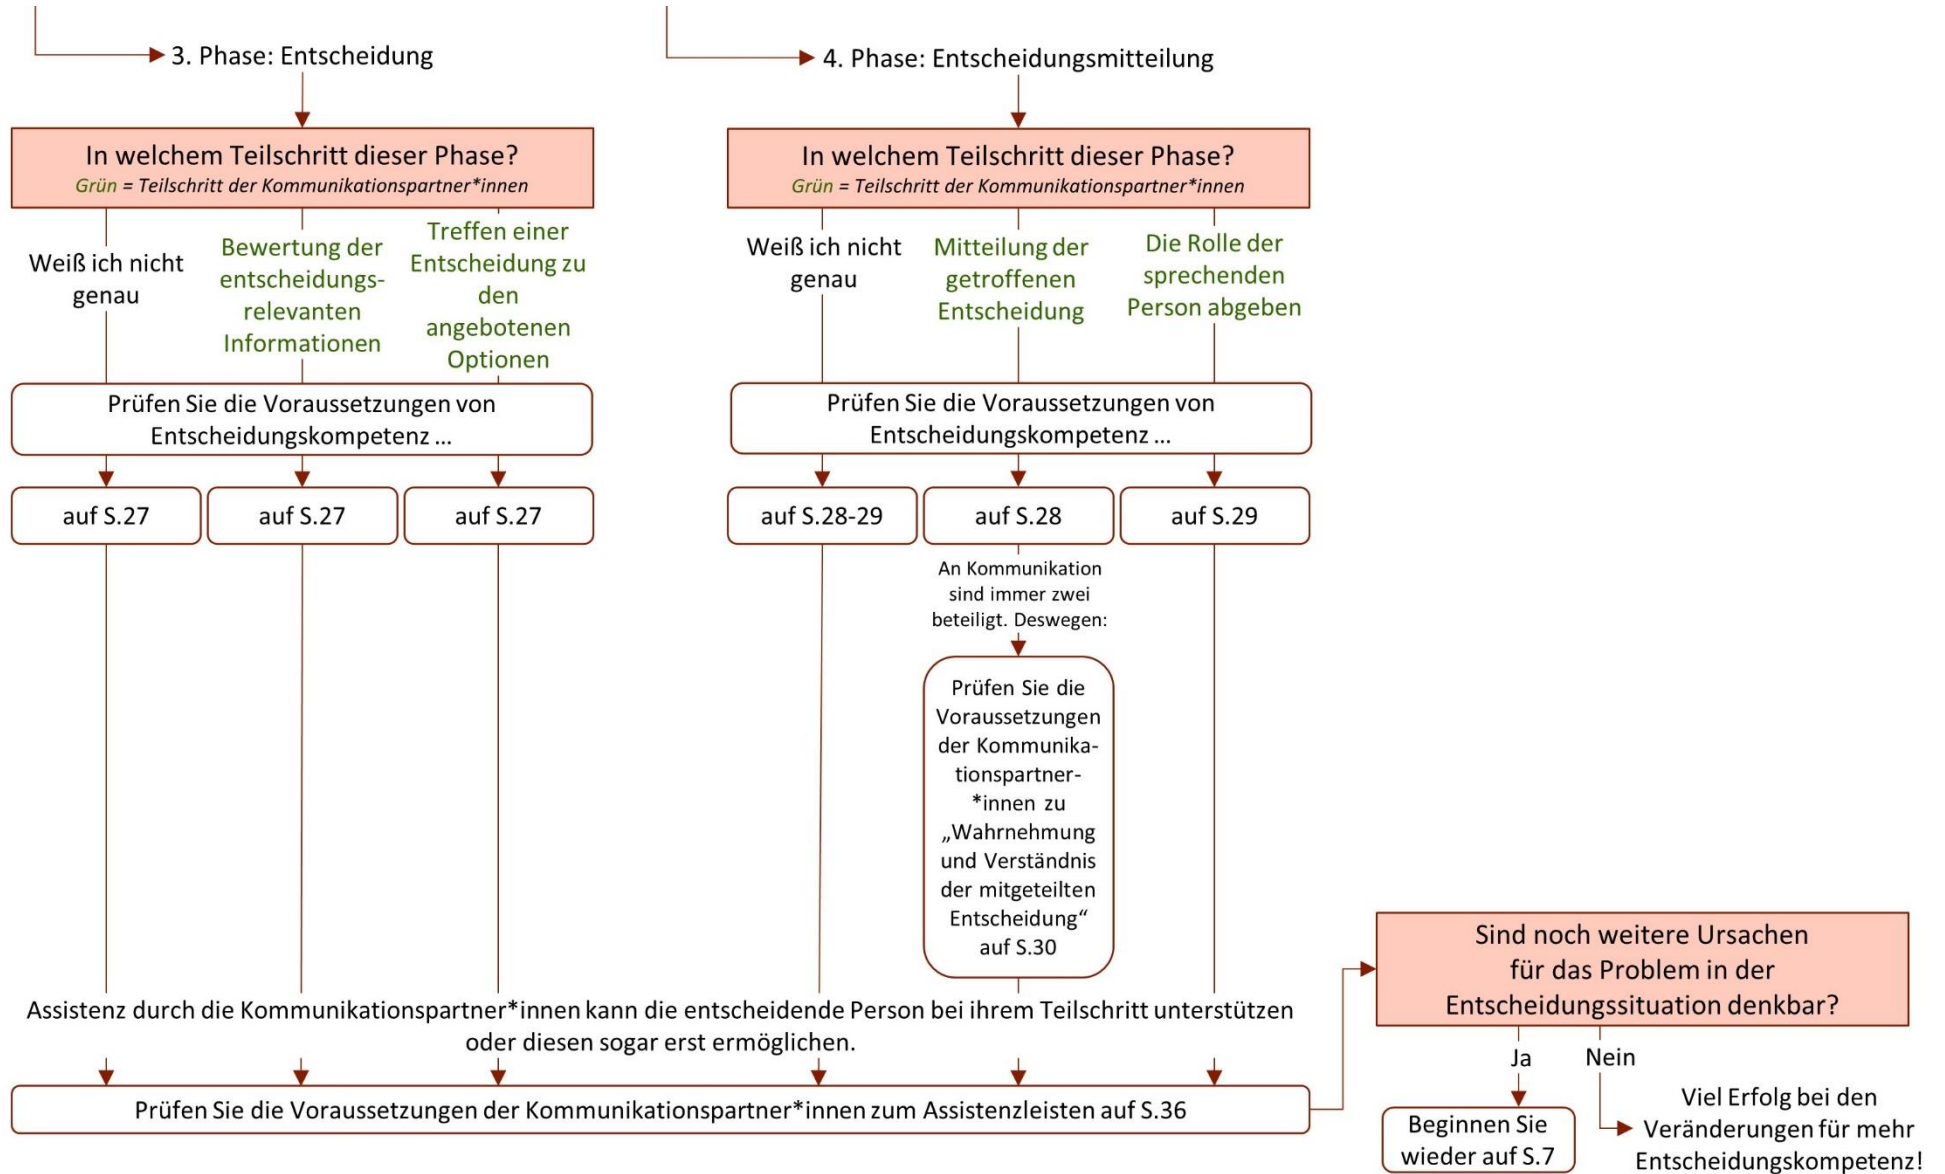 3. Phase: Entscheidung
In welchem Teilschritt dieser Phase?
Grün = Teilschritt der Kommunikationspartner*innen
Weiß ich nicht
genau
Bewertung der
entscheidungs-
relevanten
Informationen
Treffen einer
Entscheidung zu
den
angebotenen
Optionen
Prüfen Sie die Voraussetzungen von
Entscheidungskompetenz ...
auf S.27
auf S.27
auf S.27
4. Phase: Entscheidungsmitteilung
In welchem Teilschritt dieser Phase?
Grün = Teilschritt der Kommunikationspartner*innen
Weiß ich nicht
genau
Mitteilung der
getroffenen
Entscheidung
Die Rolle der
sprechenden
Person abgeben
Prüfen Sie die Voraussetzungen von
Entscheidungskompetenz ...
auf S.28-29
auf S.28
auf S.29
An Kommunikation
sind immer zwei
beteiligt. Deswegen:
Prüfen Sie die
Voraussetzungen
der Kommunika-
tionspartner-
*innen zu
„Wahrnehmung
und Verständnis
der mitgeteilten
Entscheidung“
auf S.30
Assistenz durch die Kommunikationspartner*innen kann die entscheidende Person bei ihrem Teilschritt unterstützen
oder diesen sogar erst ermöglichen.
Prüfen Sie die Voraussetzungen der Kommunikationspartner*innen zum Assistenzleisten auf S.36
Sind noch weitere Ursachen
für das Problem in der
Entscheidungssituation denkbar?
Ja
Nein
Beginnen Sie
wieder auf S.7
Viel Erfolg bei den
Veränderungen für mehr
Entscheidungskompetenz!